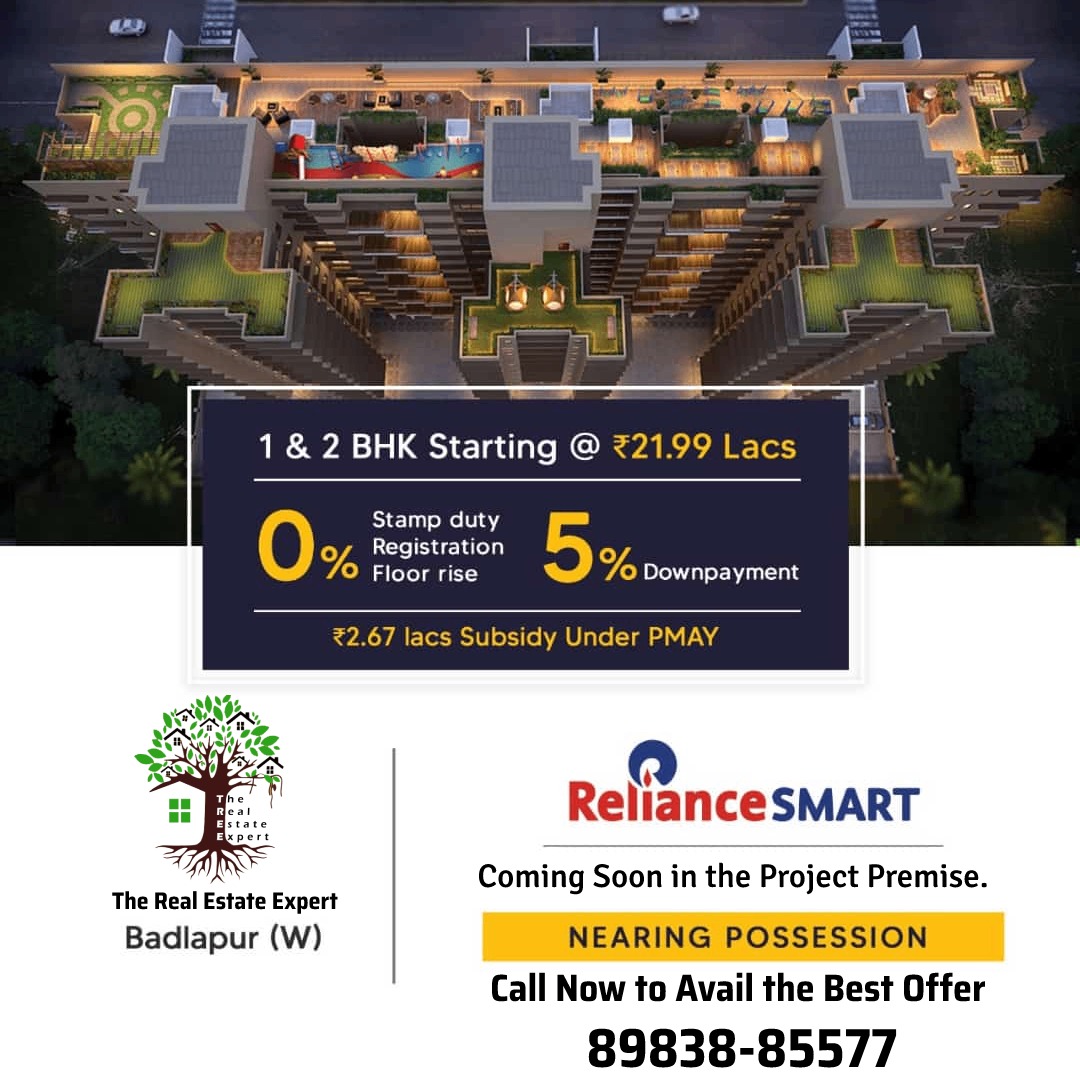 1 & 2 BHK Starting @ ₹21.99 Lacs
0% Stamp duty
Registration
Floor rise
5% Downpayment
₹2.67 lacs Subsidy Under PMAY
The
Real
Estate
Expert
The Real Estate Expert
Badlapur (W)
Reliance SMART
Coming Soon in the Project Premise.
NEARING POSSESSION
Call Now to Avail the Best Offer
89838-85577